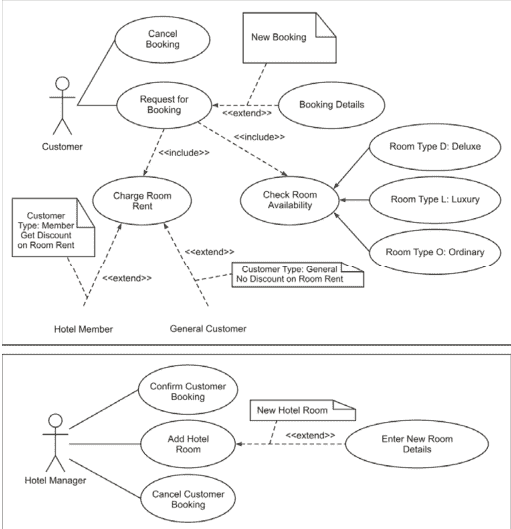 Cancel
Booking
New Booking
Request for
Booking
<<extend>>
Booking Details
Customer
<<include>>
<<include>>
Room Type D: Deluxe
Charge Room
Rent
Check Room
Availability
Room Type L: Luxury
Customer
Type: Member
Get Discount
on Room Rent
<<extend>>
Room Type O: Ordinary
<<extend>>
Customer Type: General
No Discount on Room Rent
Hotel Member
General Customer
Confirm Customer
Booking
New Hotel Room
Add Hotel
Room
<<extend>>
Enter New Room
Details
Hotel Manager
Cancel Customer
Booking